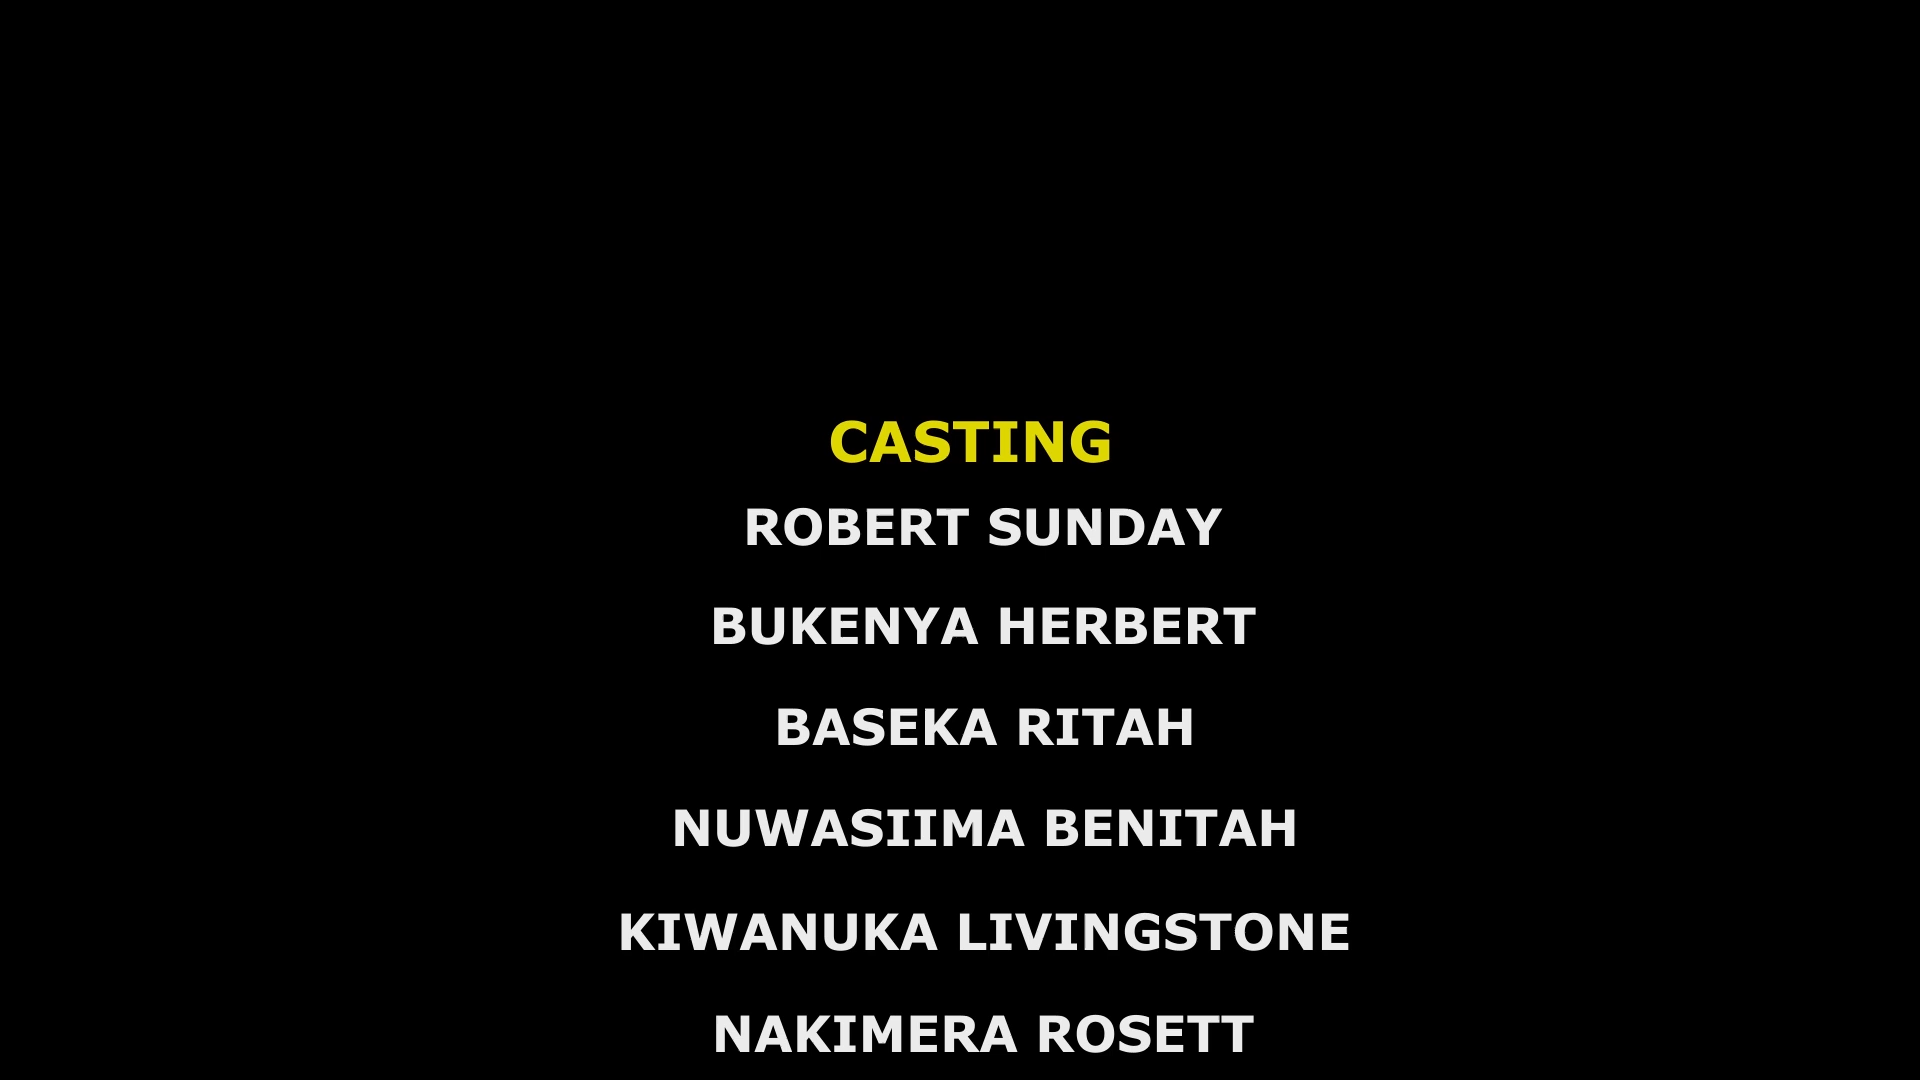 CASTING
ROBERT SUNDAY
BUKENYA HERBERT
BASEKA RITAH
NUWASIIMA BENITAH
KIWANUKA LIVINGSTONE
NAKIMERA ROSETT